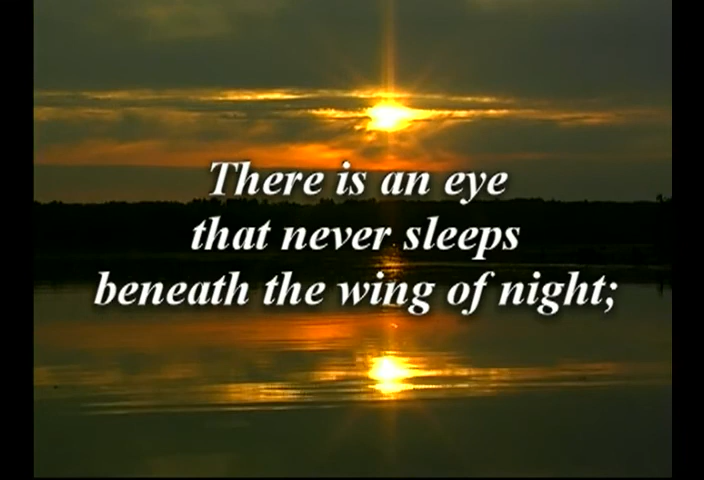 There is an eye
that never sleeps
beneath the wing of night;